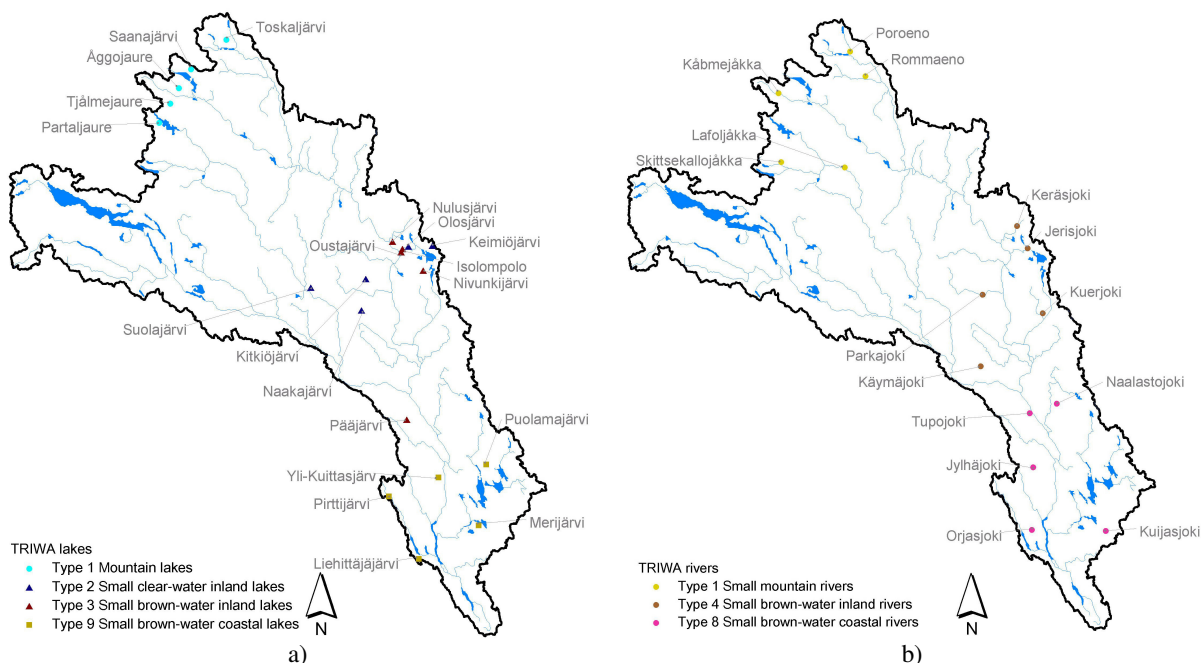 Toskaljärvi
Saanajärvi
Åggojaure
Tjålmejaure
Partaljaure
Nulusjärvi
Olosjärvi
Oustajärvi
Keimiöjärvi
Isolompolo
Nivunkijärvi
Suolajärvi
Kitkiöjärvi
Naakajärvi
Pääjärvi
Puolamajärvi
Yli-Kuittasjärv
Pirttijärvi
Merijärvi
Liehittäjäjärvi
TRIWA lakes
Type 1 Mountain lakes
Type 2 Small clear-water inland lakes
Type 3 Small brown-water inland lakes
Type 9 Small brown-water coastal lakes
N
a)
Poroeno
Rommaeno
Kåbmejåkka
Lafoljåkka
Skittsekallojåkka
Keräsjoki
Jerisjoki
Kuerjoki
Parkajoki
Käymäjoki
Naalastojoki
Tupojoki
Jylhäjoki
Orjasjoki
Kuijasjoki
TRIWA rivers
Type 1 Small mountain rivers
Type 4 Small brown-water inland rivers
Type 8 Small brown-water coastal rivers
N
b)